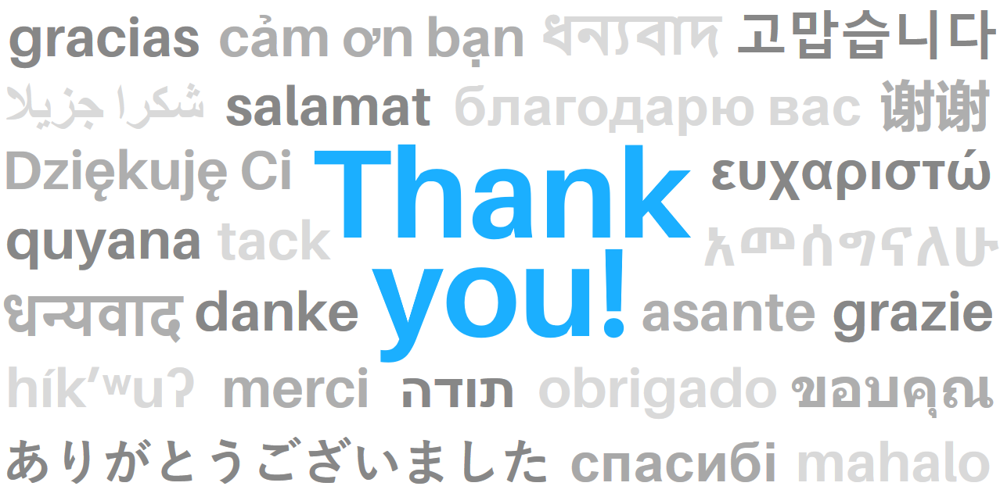 gracias cảm ơn bạn ধন্যবাদ 고맙습니다
شكرا جزيلا salamat благодарю вас 谢谢
Dziękuję Ci Thank ευχαριστώ
quyana tack አመሰግናለሁ
धन्यवाद danke you! asante grazie
hík’ʷuʔ merci תודה obrigado ขอบคุณ
ありがとうございました спасибі mahalo